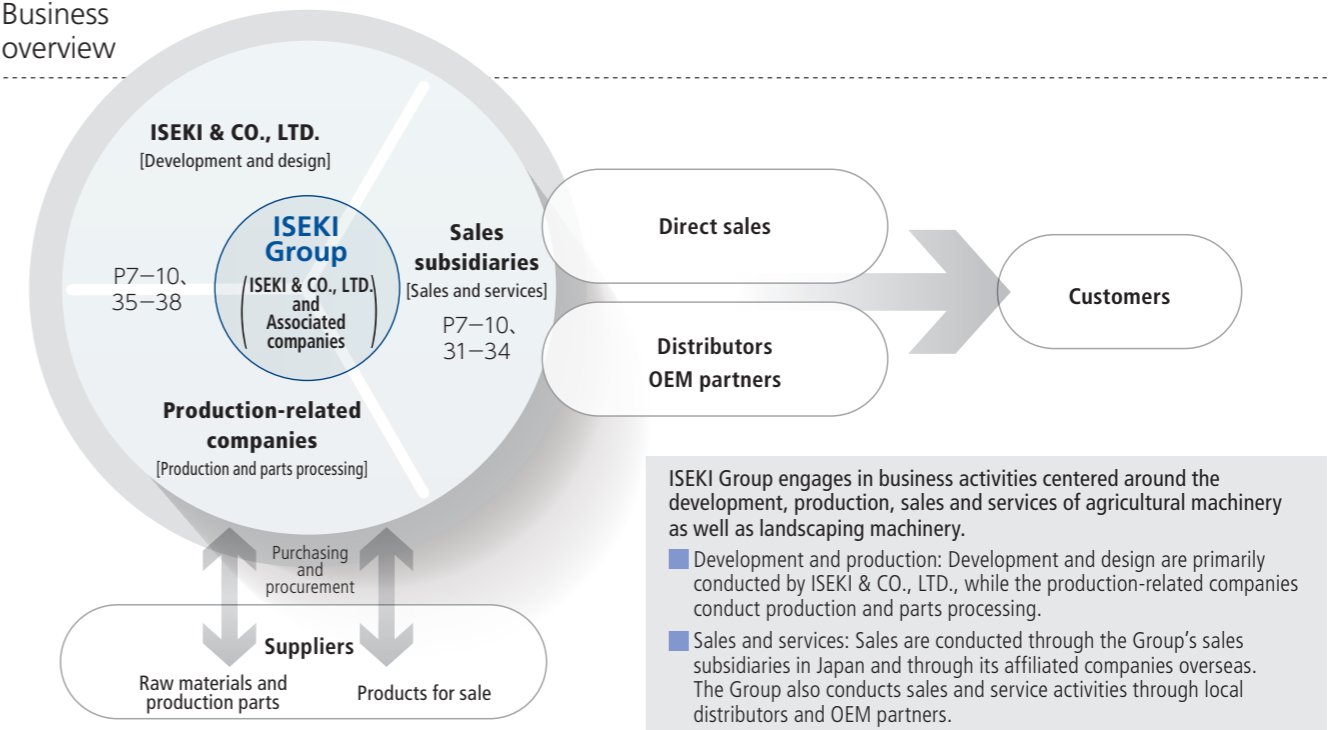 Business
overview
ISEKI & CO., LTD.
[Development and design]
ISEKI
Group
(ISEKI & CO., LTD.
and
Associated
companies)
P7－10、
35－38
Sales
subsidiaries
[Sales and services]
P7－10、
31－34
Production-related
companies
[Production and parts processing]
Direct sales
Distributors
OEM partners
Customers
Purchasing
and
procurement
Suppliers
Raw materials and
production parts
Products for sale
ISEKI Group engages in business activities centered around the
development, production, sales and services of agricultural machinery
as well as landscaping machinery.
Development and production: Development and design are primarily
conducted by ISEKI & CO., LTD., while the production-related companies
conduct production and parts processing.
Sales and services: Sales are conducted through the Group’s sales
subsidiaries in Japan and through its affiliated companies overseas.
The Group also conducts sales and service activities through local
distributors and OEM partners.